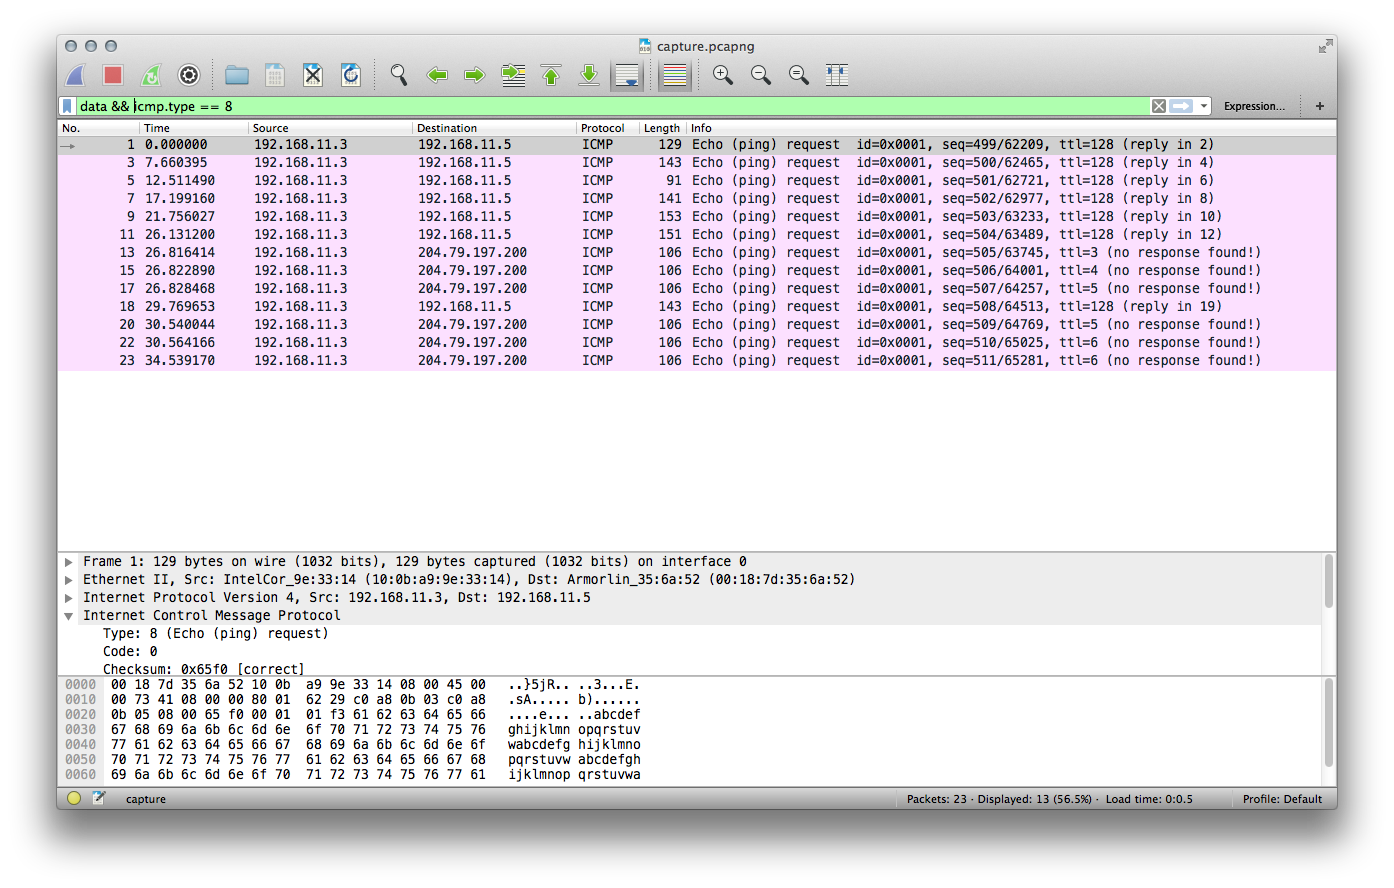 capture.pcapng
data && icmp.type == 8 Expression... +
No. Time Source Destination Protocol Length Info
1 0.000000 192.168.11.3 192.168.11.5 ICMP 129 Echo (ping) request id=0x0001, seq=499/62209, ttl=128 (reply in 2)
3 7.660395 192.168.11.3 192.168.11.5 ICMP 143 Echo (ping) request id=0x0001, seq=500/62465, ttl=128 (reply in 4)
5 12.511490 192.168.11.3 192.168.11.5 ICMP 91 Echo (ping) request id=0x0001, seq=501/62721, ttl=128 (reply in 6)
7 17.199160 192.168.11.3 192.168.11.5 ICMP 141 Echo (ping) request id=0x0001, seq=502/62977, ttl=128 (reply in 8)
9 21.756027 192.168.11.3 192.168.11.5 ICMP 153 Echo (ping) request id=0x0001, seq=503/63233, ttl=128 (reply in 10)
11 26.131200 192.168.11.3 192.168.11.5 ICMP 151 Echo (ping) request id=0x0001, seq=504/63489, ttl=128 (reply in 12)
13 26.816414 192.168.11.3 204.79.197.200 ICMP 106 Echo (ping) request id=0x0001, seq=505/63745, ttl=3 (no response found!)
15 26.822890 192.168.11.3 204.79.197.200 ICMP 106 Echo (ping) request id=0x0001, seq=506/64001, ttl=4 (no response found!)
17 26.828468 192.168.11.3 204.79.197.200 ICMP 106 Echo (ping) request id=0x0001, seq=507/64257, ttl=5 (no response found!)
18 29.769653 192.168.11.3 192.168.11.5 ICMP 143 Echo (ping) request id=0x0001, seq=508/64513, ttl=128 (reply in 19)
20 30.540044 192.168.11.3 204.79.197.200 ICMP 106 Echo (ping) request id=0x0001, seq=509/64769, ttl=5 (no response found!)
22 30.564166 192.168.11.3 204.79.197.200 ICMP 106 Echo (ping) request id=0x0001, seq=510/65025, ttl=6 (no response found!)
23 34.539170 192.168.11.3 204.79.197.200 ICMP 106 Echo (ping) request id=0x0001, seq=511/65281, ttl=6 (no response found!)
Frame 1: 129 bytes on wire (1032 bits), 129 bytes captured (1032 bits) on interface 0
Ethernet II, Src: IntelCor_9e:33:14 (10:0b:a9:9e:33:14), Dst: Armorlin_35:6a:52 (00:18:7d:35:6a:52)
Internet Protocol Version 4, Src: 192.168.11.3, Dst: 192.168.11.5
Internet Control Message Protocol
Type: 8 (Echo (ping) request)
Code: 0
Checksum: 0x65f0 [correct]
0000 00 18 7d 35 6a 52 10 0b a9 9e 33 14 08 00 45 00 ..}5jR.. ..3...E.
0010 00 73 41 08 00 00 80 01 62 29 c0 a8 0b 03 c0 a8 .sA..... b)......
0020 0b 05 08 00 65 f0 00 01 01 f3 61 62 63 64 65 66 ....e... ..abcdef
0030 67 68 69 6a 6b 6c 6d 6e 6f 70 71 72 73 74 75 76 ghijklmn opqrstuv
0040 77 61 62 63 64 65 66 67 68 69 6a 6b 6c 6d 6e 6f wabcdefg hijklmno
0050 70 71 72 73 74 75 76 77 61 62 63 64 65 66 67 68 pqrstuvw abcdefgh
0060 69 6a 6b 6c 6d 6e 6f 70 71 72 73 74 75 76 77 61 ijklmnop qrstuvwa
capture Packets: 23 · Displayed: 13 (56.5%) · Load time: 0:0.5 Profile: Default